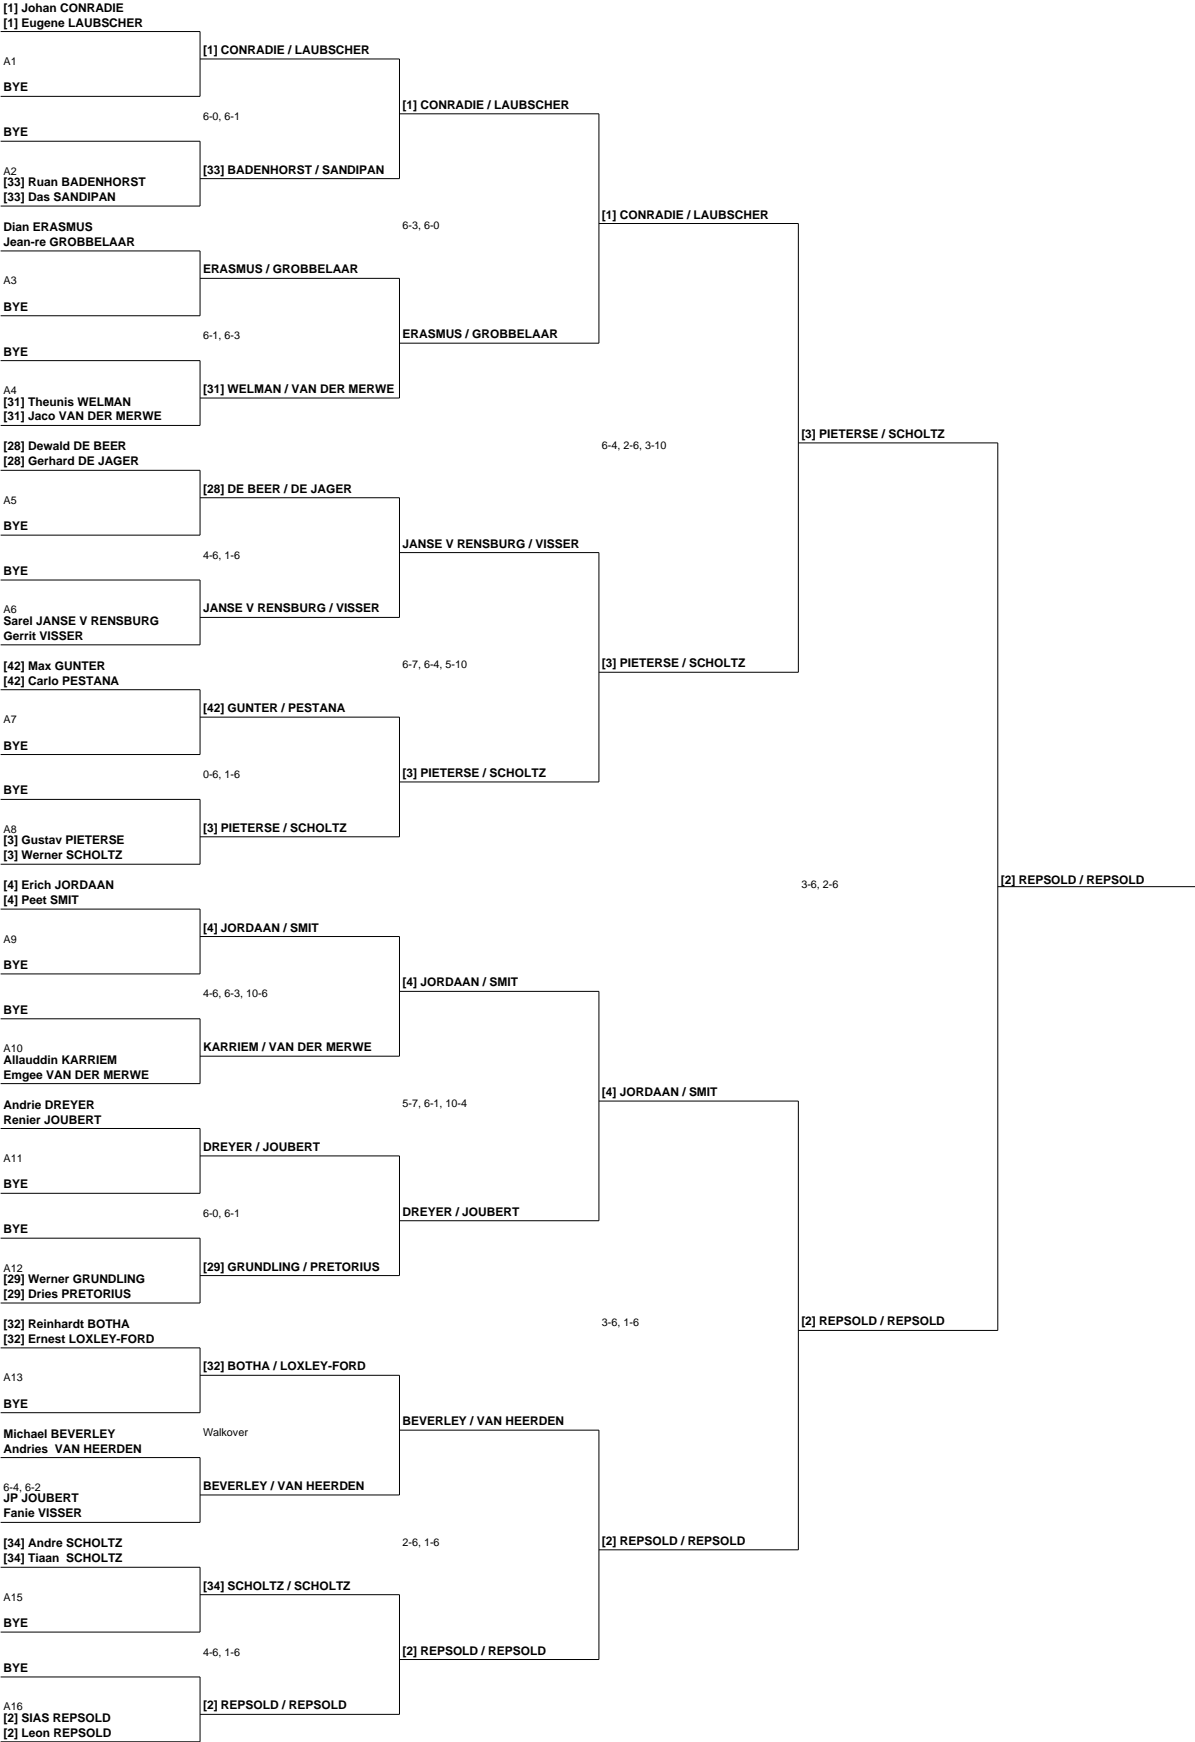 [1] Johan CONRADIE
[1] Eugene LAUBSCHER
[1] CONRADIE / LAUBSCHER
A1
BYE
[1] CONRADIE / LAUBSCHER
6-0, 6-1
BYE
A2
[33] BADENHORST / SANDIPAN
[33] Ruan BADENHORST
[33] Das SANDIPAN
[1] CONRADIE / LAUBSCHER
Dian ERASMUS
6-3, 6-0
Jean-re GROBBELAAR
ERASMUS / GROBBELAAR
A3
BYE
6-1, 6-3
ERASMUS / GROBBELAAR
BYE
A4
[31] WELMAN / VAN DER MERWE
[31] Theunis WELMAN
[31] Jaco VAN DER MERWE
[3] PIETERSE / SCHOLTZ
[28] Dewald DE BEER
6-4, 2-6, 3-10
[28] Gerhard DE JAGER
[28] DE BEER / DE JAGER
A5
BYE
JANSE V RENSBURG / VISSER
4-6, 1-6
BYE
A6
JANSE V RENSBURG / VISSER
Sarel JANSE V RENSBURG
Gerrit VISSER
[42] Max GUNTER
6-7, 6-4, 5-10
[3] PIETERSE / SCHOLTZ
[42] Carlo PESTANA
[42] GUNTER / PESTANA
A7
BYE
0-6, 1-6
[3] PIETERSE / SCHOLTZ
BYE
A8
[3] PIETERSE / SCHOLTZ
[3] Gustav PIETERSE
[3] Werner SCHOLTZ
[4] Erich JORDAAN
3-6, 2-6
[2] REPSOLD / REPSOLD
[4] Peet SMIT
[4] JORDAAN / SMIT
A9
BYE
[4] JORDAAN / SMIT
4-6, 6-3, 10-6
BYE
A10
KARRIEM / VAN DER MERWE
Allauddin KARRIEM
Emgee VAN DER MERWE
[4] JORDAAN / SMIT
Andrie DREYER
5-7, 6-1, 10-4
Renier JOUBERT
DREYER / JOUBERT
A11
BYE
6-0, 6-1
DREYER / JOUBERT
BYE
A12
[29] GRUNDLING / PRETORIUS
[29] Werner GRUNDLING
[29] Dries PRETORIUS
[32] Reinhardt BOTHA
3-6, 1-6
[2] REPSOLD / REPSOLD
[32] Ernest LOXLEY-FORD
[32] BOTHA / LOXLEY-FORD
A13
BYE
BEVERLEY / VAN HEERDEN
Michael BEVERLEY
Walkover
Andries  VAN HEERDEN
6-4, 6-2
BEVERLEY / VAN HEERDEN
JP JOUBERT
Fanie VISSER
[34] Andre SCHOLTZ
2-6, 1-6
[2] REPSOLD / REPSOLD
[34] Tiaan  SCHOLTZ
[34] SCHOLTZ / SCHOLTZ
A15
BYE
4-6, 1-6
[2] REPSOLD / REPSOLD
BYE
A16
[2] REPSOLD / REPSOLD
[2] SIAS REPSOLD
[2] Leon REPSOLD